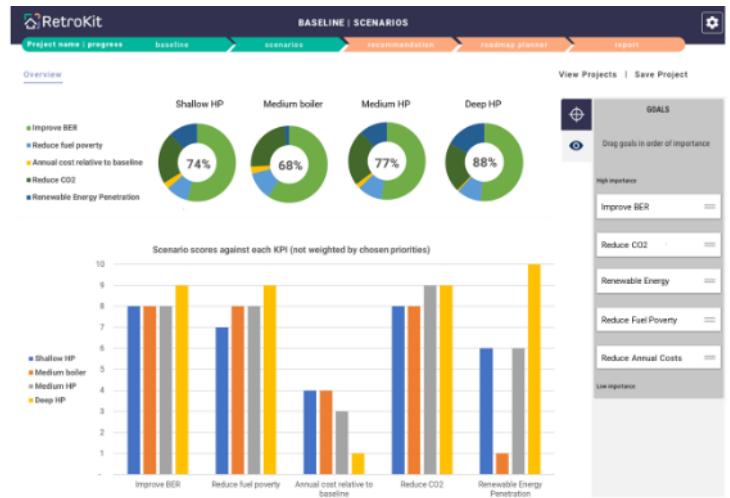 RetroKit
BASELINE | SCENARIOS
Project name | progress
baseline
scenarios
recommendation
roadmap planner
report
Overview
View Projects | Save Project
Shallow HP
Medium boiler
Medium HP
Deep HP
Improve BER
Reduce fuel poverty
Annual cost relative to baseline
Reduce CO2
Renewable Energy Penetration
74%
68%
77%
88%
GOALS
Drag goals in order of importance
High importance
Improve BER
Reduce CO2
Renewable Energy
Reduce Fuel Poverty
Reduce Annual Costs
Low importance
Scenario scores against each KPI (not weighted by chosen priorities)
10
9
8
7
6
5
4
3
2
1
-
Shallow HP
Medium boiler
Medium HP
Deep HP
Improve BER
Reduce fuel poverty
Annual cost relative to
baseline
Reduce CO2
Renewable Energy
Penetration